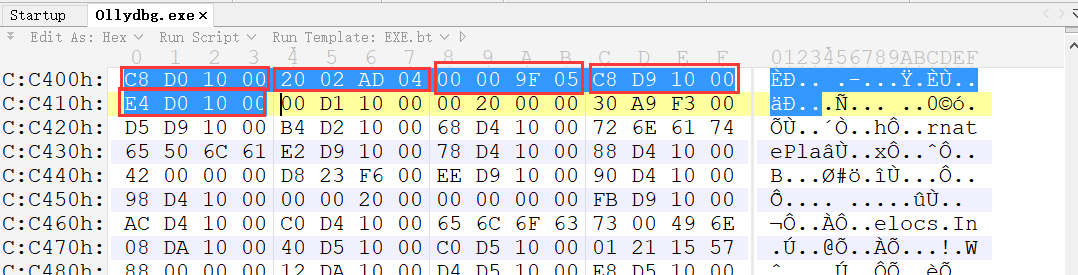 Startup Ollydbg.exe ×
Edit As: Hex Run Script Run Template: EXE.bt
0 1 2 3 4 5 6 7 8 9 A B C D E F 0123456789ABCDEF
C:C400h: C8 D0 10 00 20 02 AD 04 00 00 9F 05 C8 D9 10 00 ÈÐ.. .-...Ÿ.ÈÙ..
C:C410h: E4 D0 10 00 00 D1 10 00 00 20 00 00 30 A9 F3 00 äÐ...Ñ... ..0©ó.
C:C420h: D5 D9 10 00 B4 D2 10 00 68 D4 10 00 72 6E 61 74 ÕÙ..´Ò..hÔ..rnat
C:C430h: 65 50 6C 61 E2 D9 10 00 78 D4 10 00 88 D4 10 00 ePlaâÙ..xÔ..ˆÔ..
C:C440h: 42 00 00 00 D8 23 F6 00 EE D9 10 00 90 D4 10 00 B...Ø#ö.îÙ...Ô..
C:C450h: 98 D4 10 00 00 00 20 00 00 00 00 00 FB D9 10 00 ˜Ô.... .....ûÙ..
C:C460h: AC D4 10 00 C0 D4 10 00 65 6C 6F 63 73 00 49 6E ¬Ô..ÀÔ..elocs.In
C:C470h: 08 DA 10 00 40 D5 10 00 C0 D5 10 00 01 21 15 57 .Ú..@Õ..ÀÕ...!.W
C:C480h: 88 00 00 00 12 DA 10 00 D4 D5 10 00 E8 D5 10 00